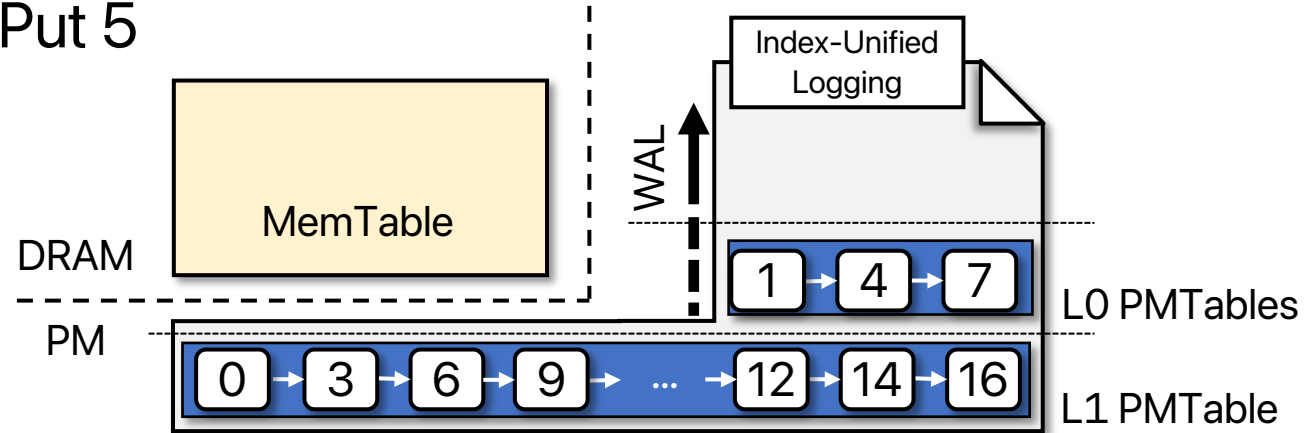 Put 5
Index-Unified
Logging
WAL
MemTable
DRAM
1 4 7
L0 PMTables
PM
0 3 6 9 ... 12 14 16
L1 PMTable